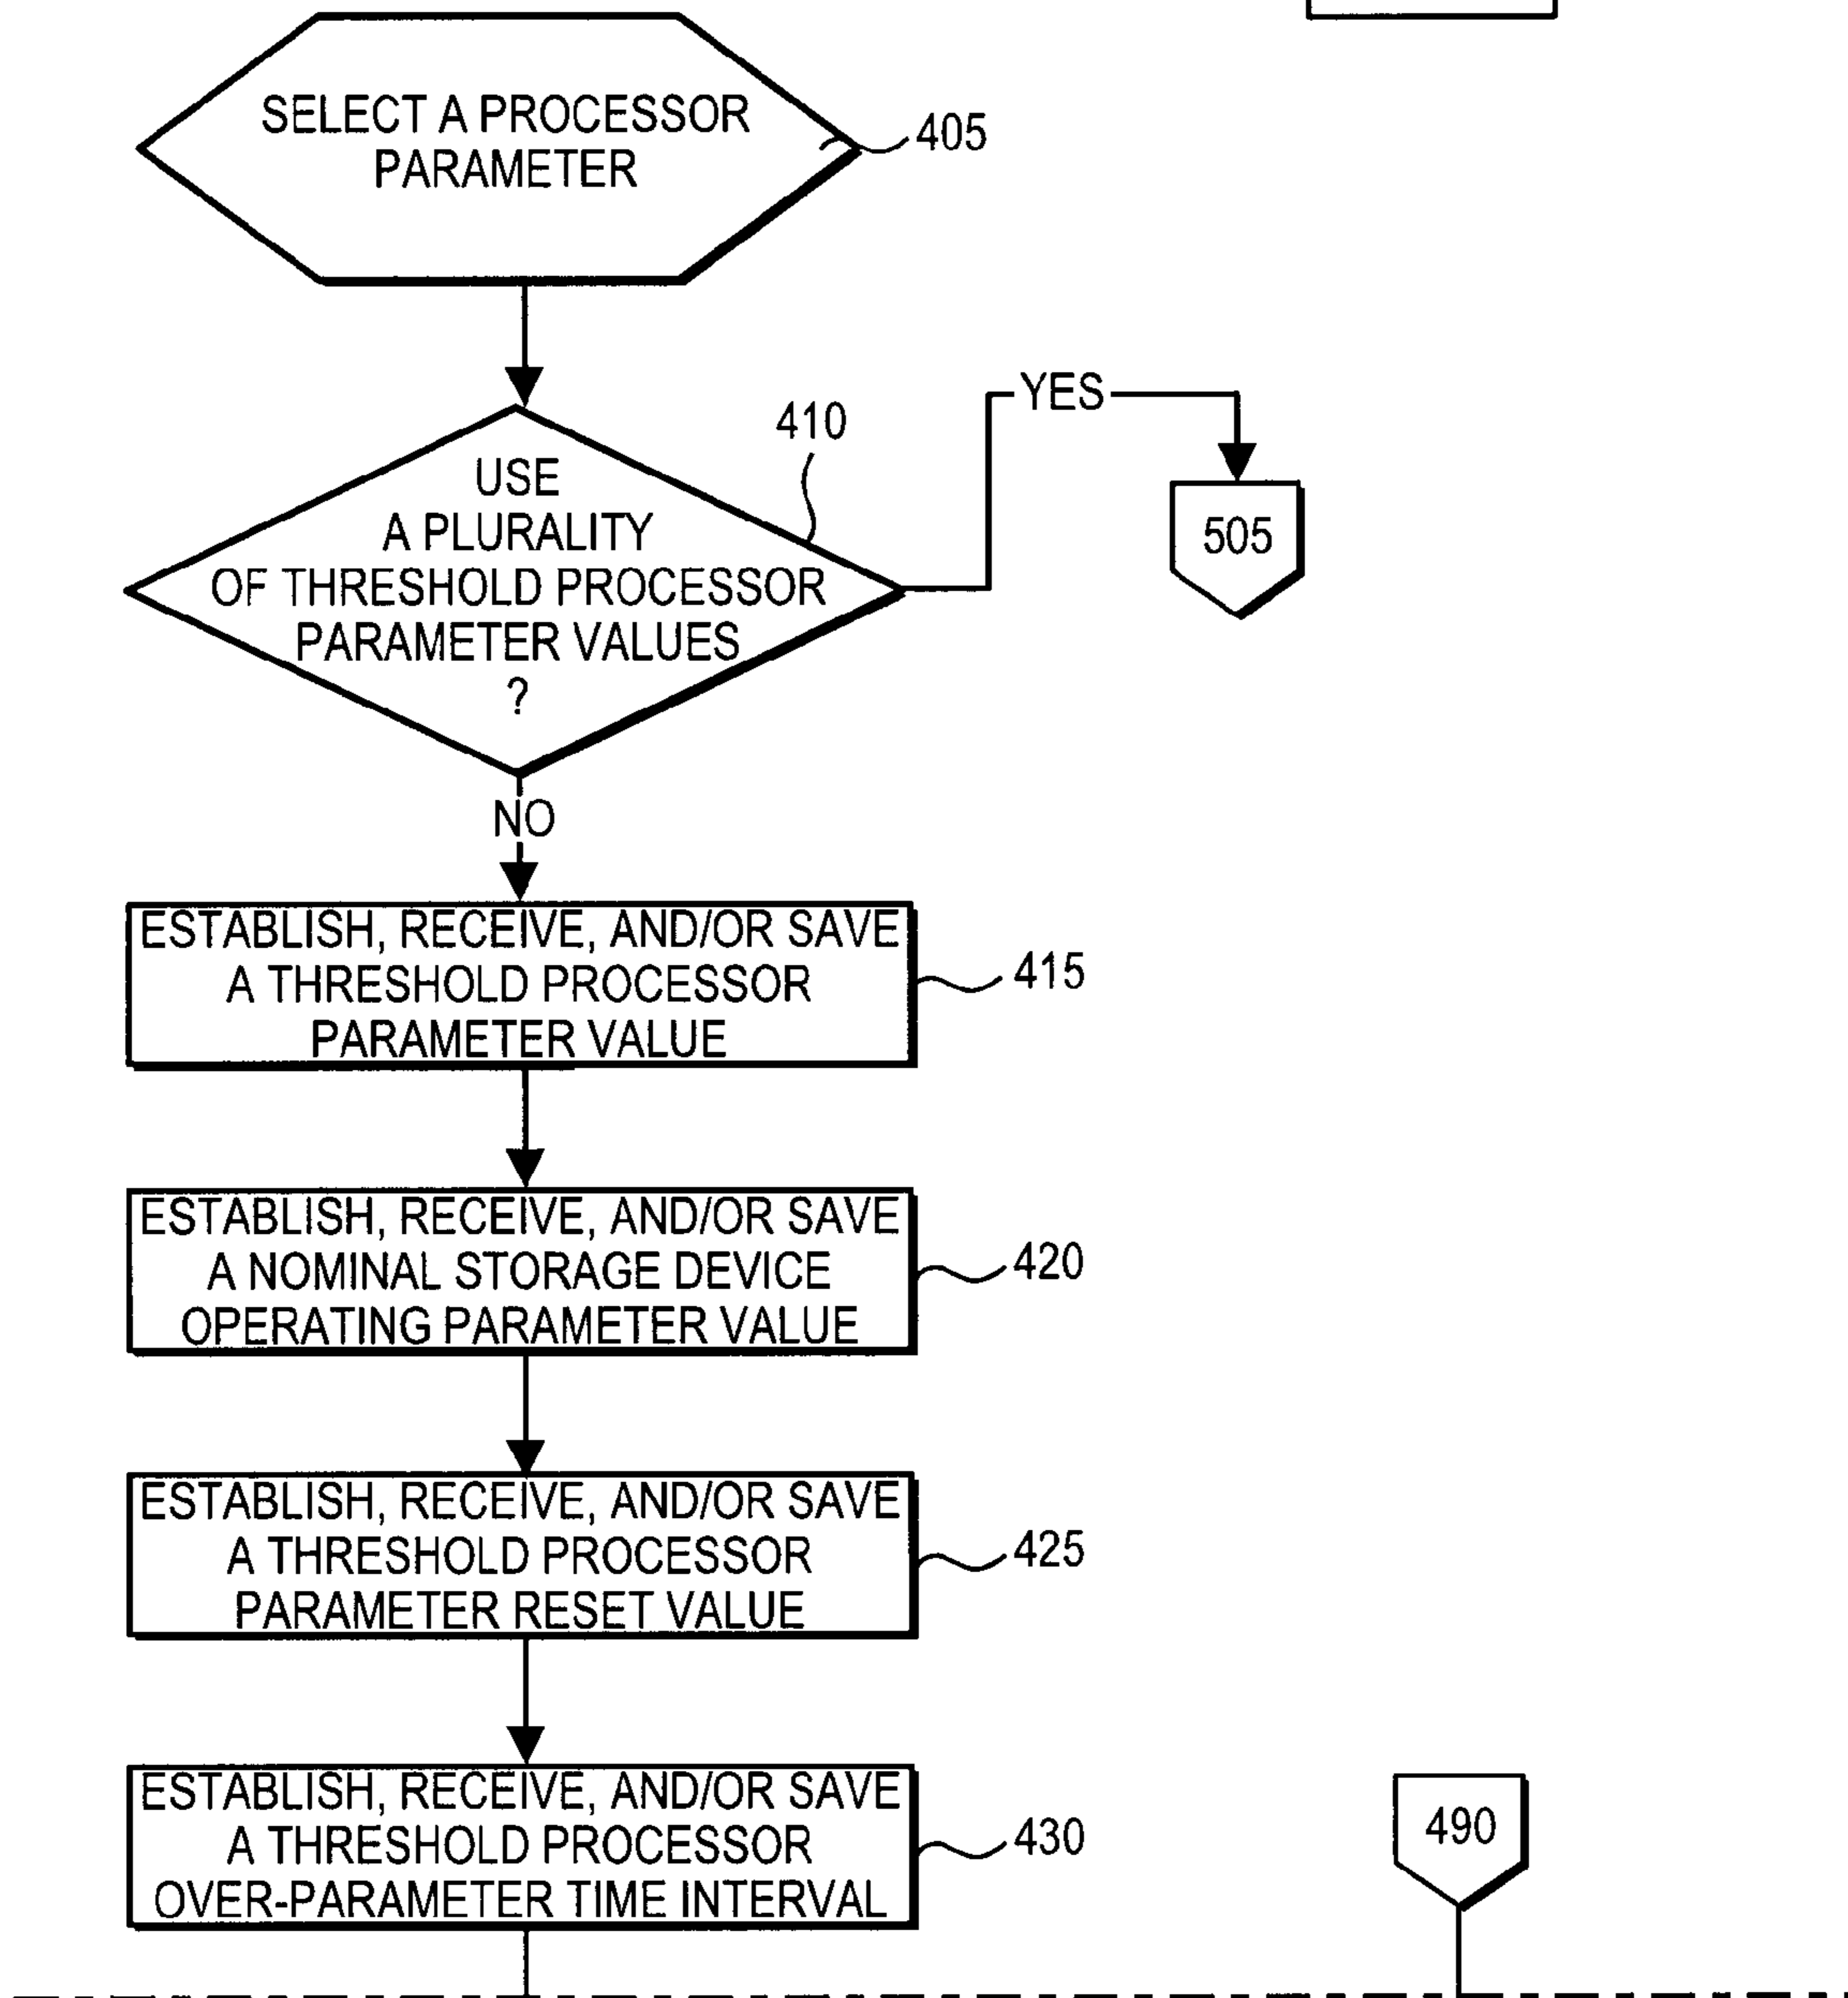 SELECT A PROCESSOR
PARAMETER
405
410
YES
USE
A PLURALITY
OF THRESHOLD PROCESSOR
PARAMETER VALUES
?
505
NO
ESTABLISH, RECEIVE, AND/OR SAVE
A THRESHOLD PROCESSOR
PARAMETER VALUE
415
ESTABLISH, RECEIVE, AND/OR SAVE
A NOMINAL STORAGE DEVICE
OPERATING PARAMETER VALUE
420
ESTABLISH, RECEIVE, AND/OR SAVE
A THRESHOLD PROCESSOR
PARAMETER RESET VALUE
425
ESTABLISH, RECEIVE, AND/OR SAVE
A THRESHOLD PROCESSOR
OVER-PARAMETER TIME INTERVAL
430
490